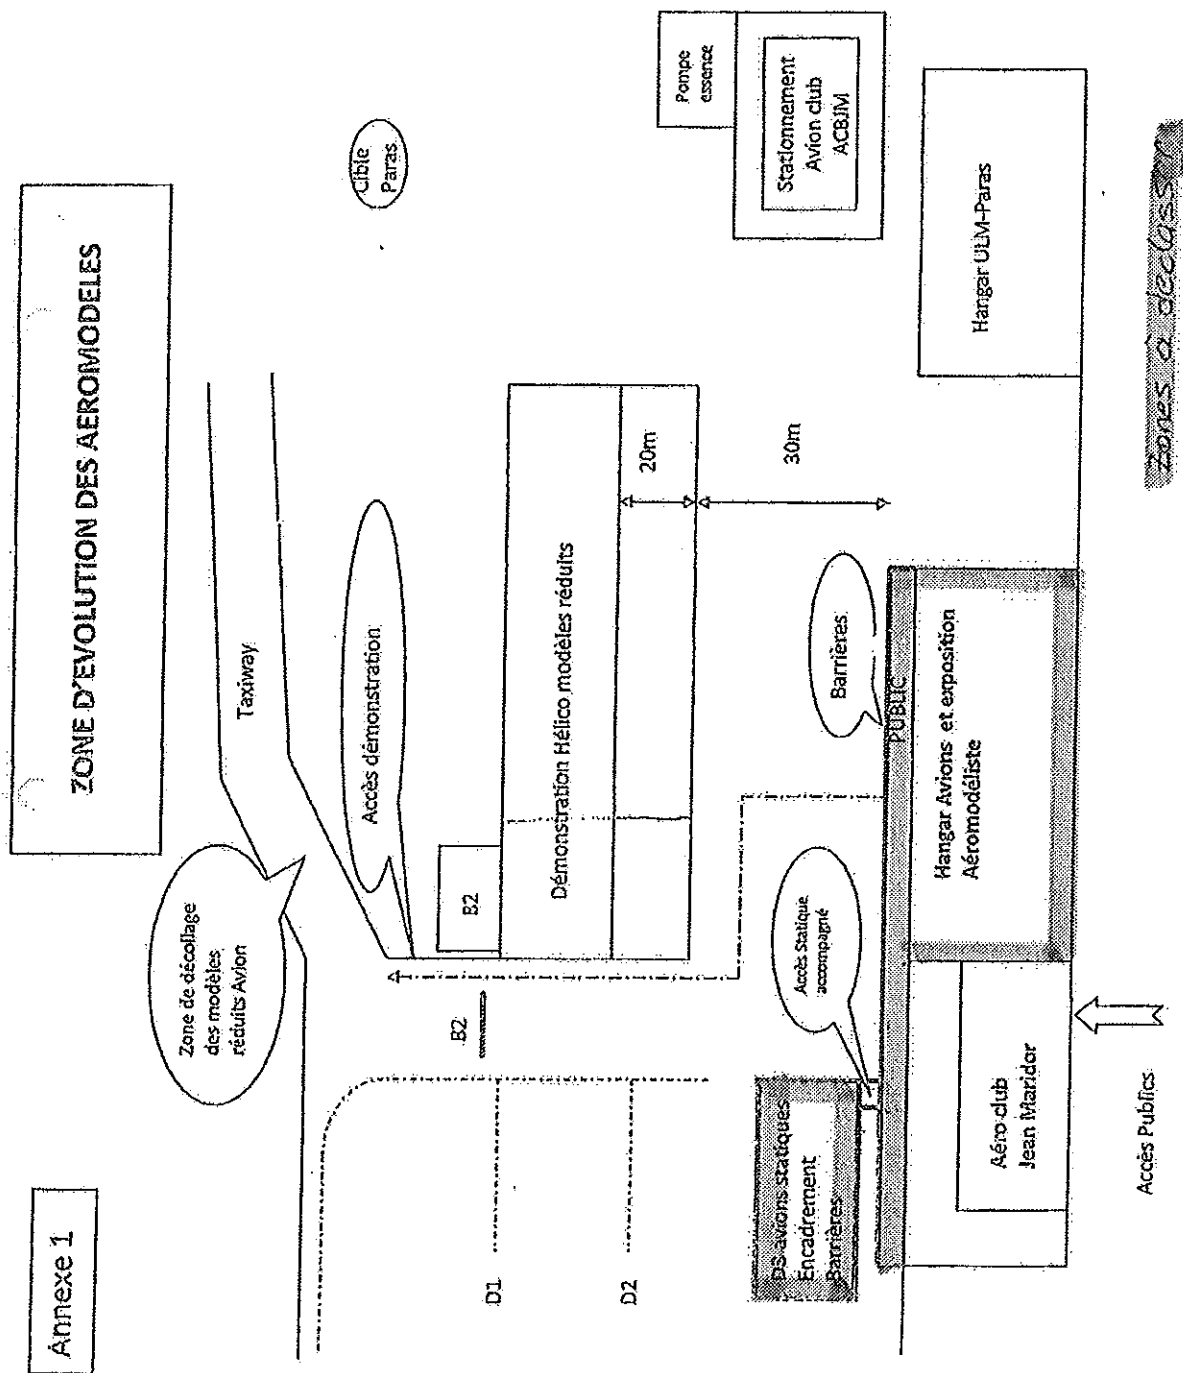 Annexe 1
ZONE D'EVOLUTION DES AEROMODELES
Zone de décollage
des modèles
réduits Avion
Taxiway
Accès démonstration
Cible
Paras
B2
B2
Démonstration Hélico modèles réduits
20m
30m
D1
D2
Pompe
essence
Stationnement
Avion club
ACBJM
DS avions statiques
Encadrement
Barrières
Accès Statique
accompagné
Barrières
PUBLIC
Aéro club
Jean Maridor
Hangar Avions et exposition
Aéromodéliste
Hangar ULM-Paras
Accès Publics
Zones à déclasser